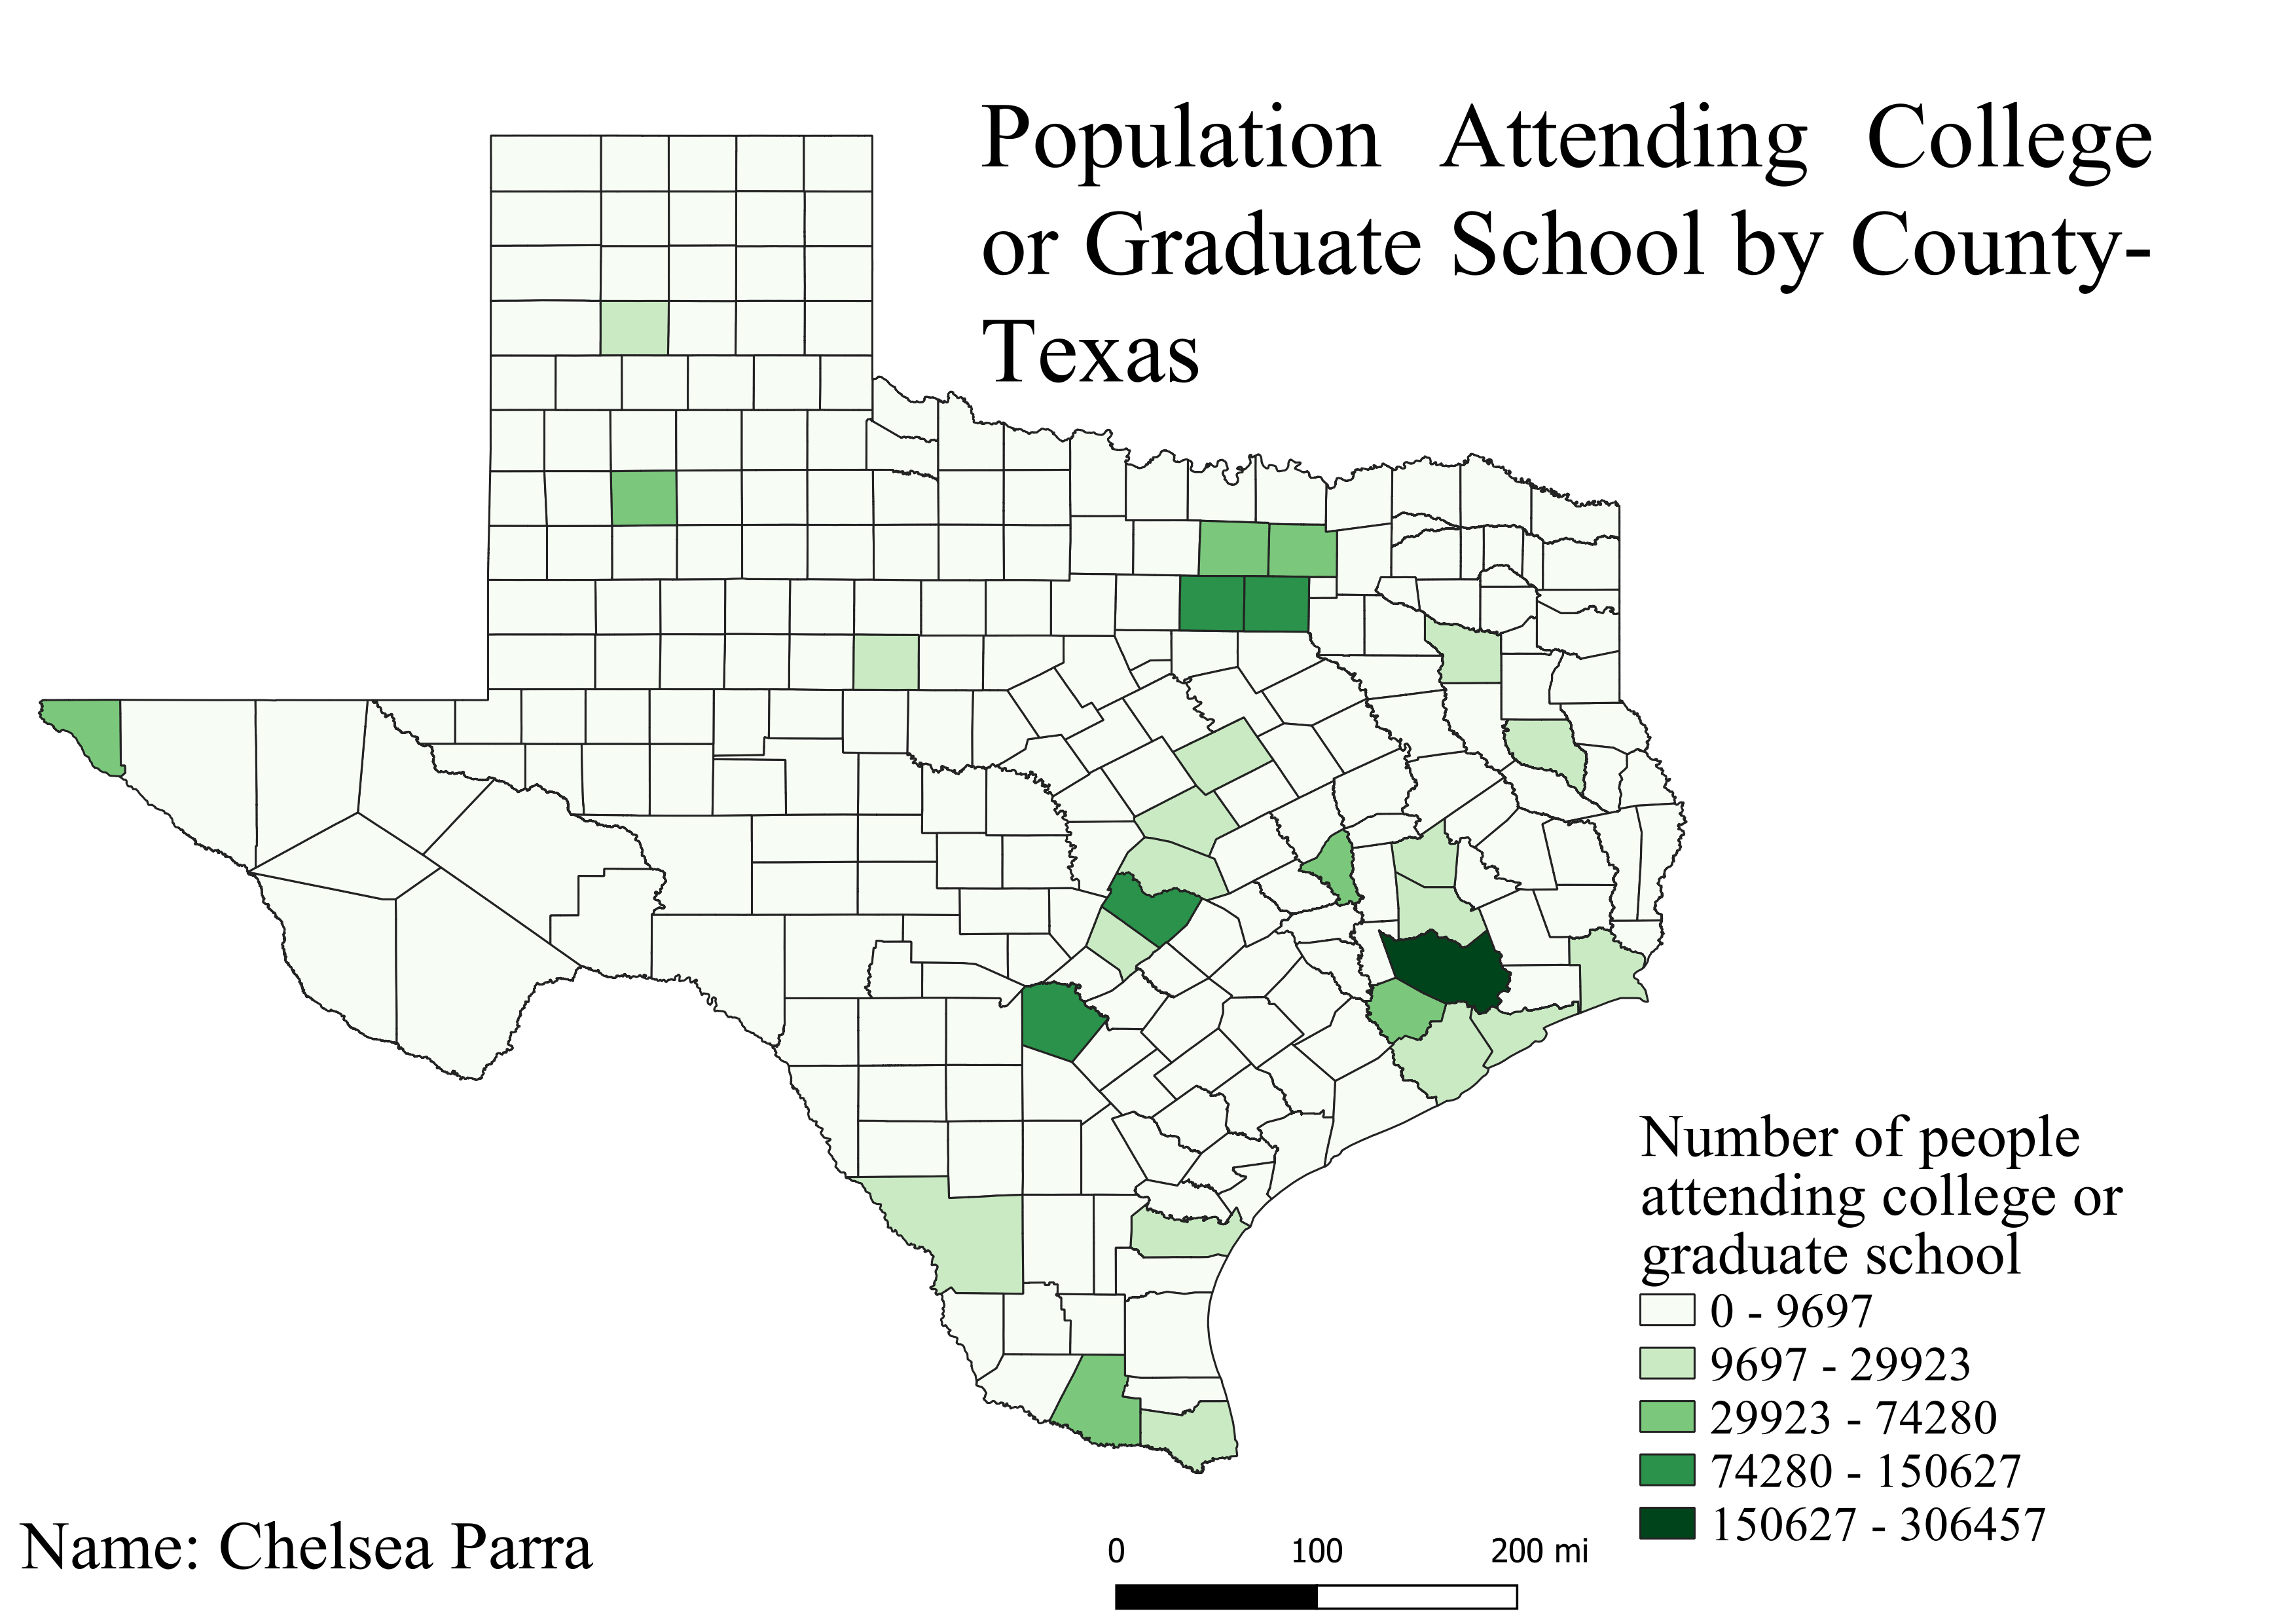 Population Attending College
or Graduate School by County-
Texas
Number of people
attending college or
graduate school
0 - 9697
9697 - 29923
29923 - 74280
74280 - 150627
150627 - 306457
Name: Chelsea Parra
0 100 200 mi